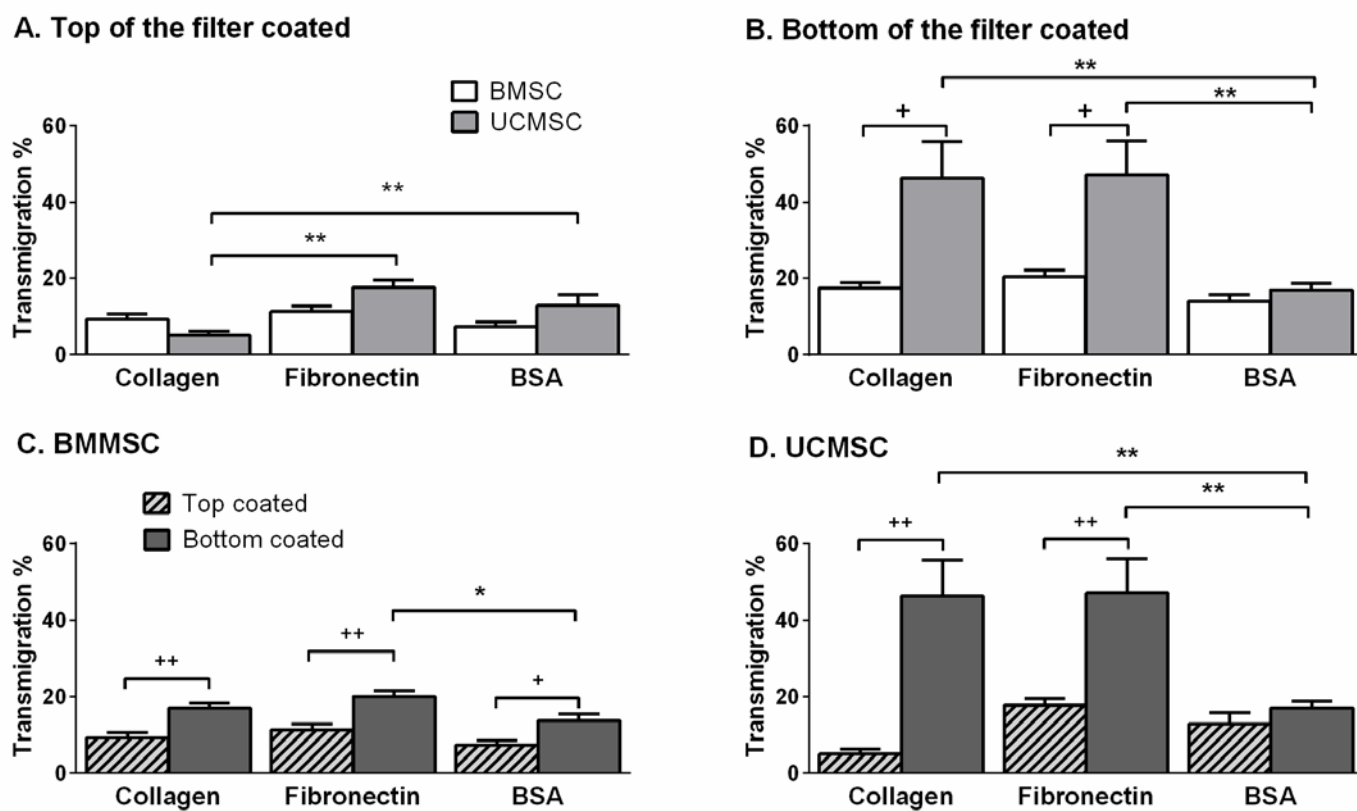 A. Top of the filter coated
BMSC
UCMSC
**
**
Transmigration %
60
40
20
0
Collagen Fibronectin BSA
B. Bottom of the filter coated
**
**
+ +
Transmigration %
60
40
20
0
Collagen Fibronectin BSA
C. BMMSC
Top coated
Bottom coated
*
++
++
+
Transmigration %
60
40
20
0
Collagen Fibronectin BSA
D. UCMSC
**
**
++ ++
Transmigration %
60
40
20
0
Collagen Fibronectin BSA